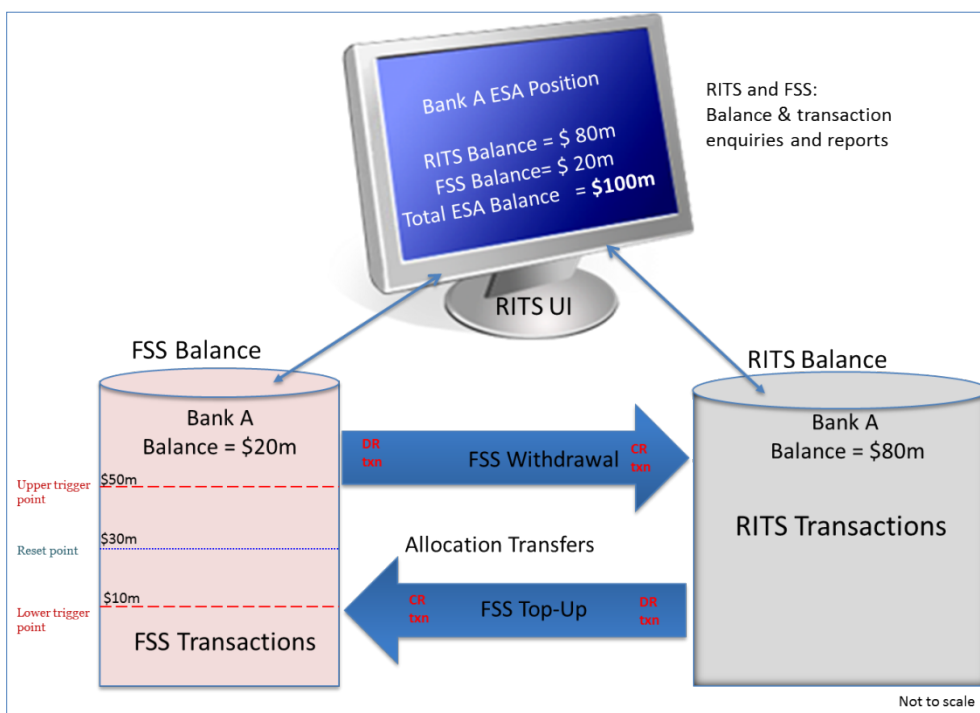 Bank A ESA Position
RITS Balance = $ 80m
FSS Balance= $ 20m
Total ESA Balance = $100m
RITS and FSS:
Balance & transaction
enquiries and reports
RITS UI
FSS Balance
RITS Balance
Bank A
Balance = $20m
Bank A
Balance = $80m
DR
txn
FSS Withdrawal
CR
txn
Upper trigger
point
$50m
RITS Transactions
Reset point
$30m
Allocation Transfers
Lower trigger
point
$10m
CR
txn
FSS Top-Up
DR
txn
FSS Transactions
Not to scale